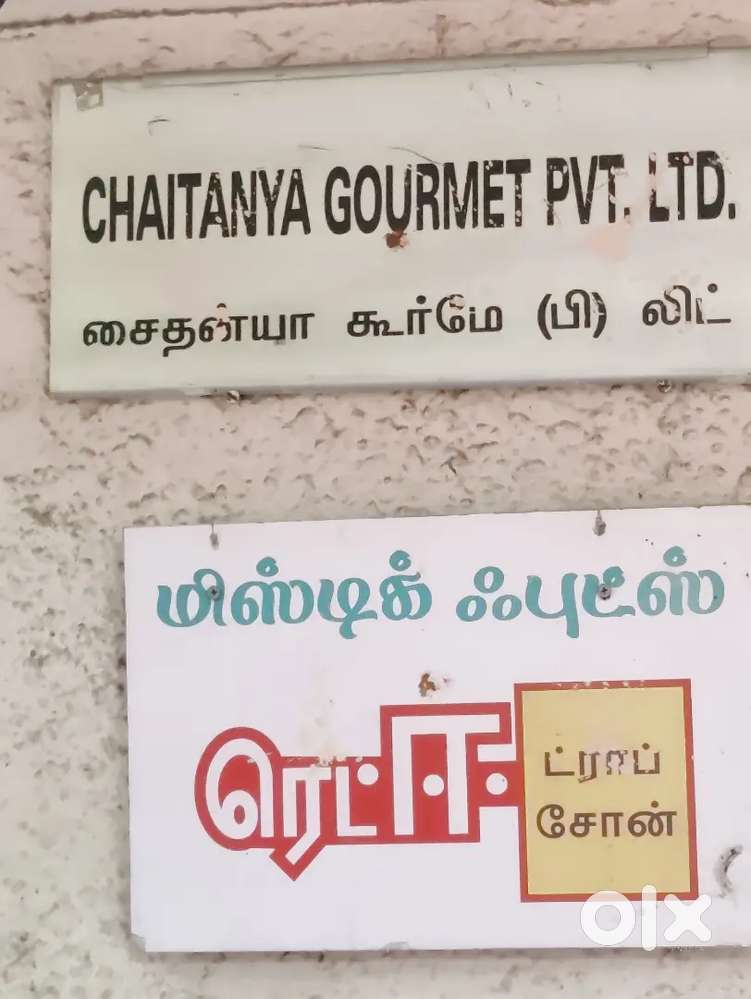 CHAITANYA GOURMET PVT. LTD.
சைதன்யா கூர்மே (பி) லிட்
மிஸ்டிக் ஃபுட்ஸ்
ரெட் ஈ
ட்ராப்
சோன்
olx